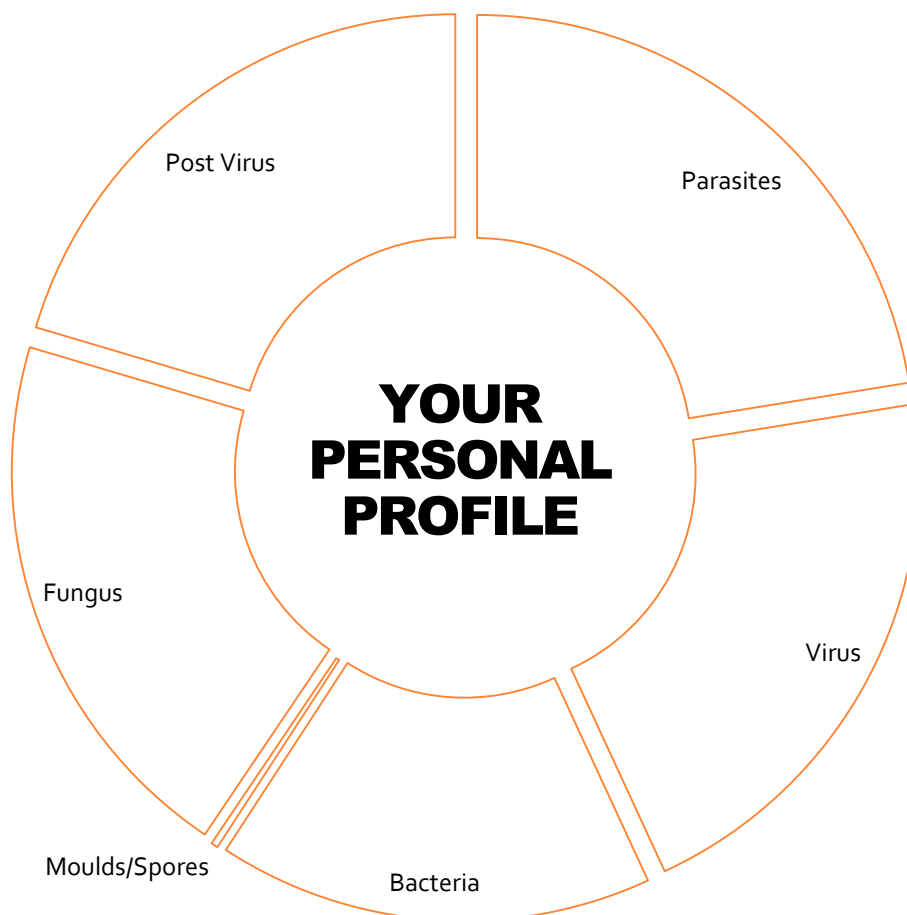 Post Virus
Parasites
YOUR
PERSONAL
PROFILE
Fungus
Virus
Moulds/Spores
Bacteria